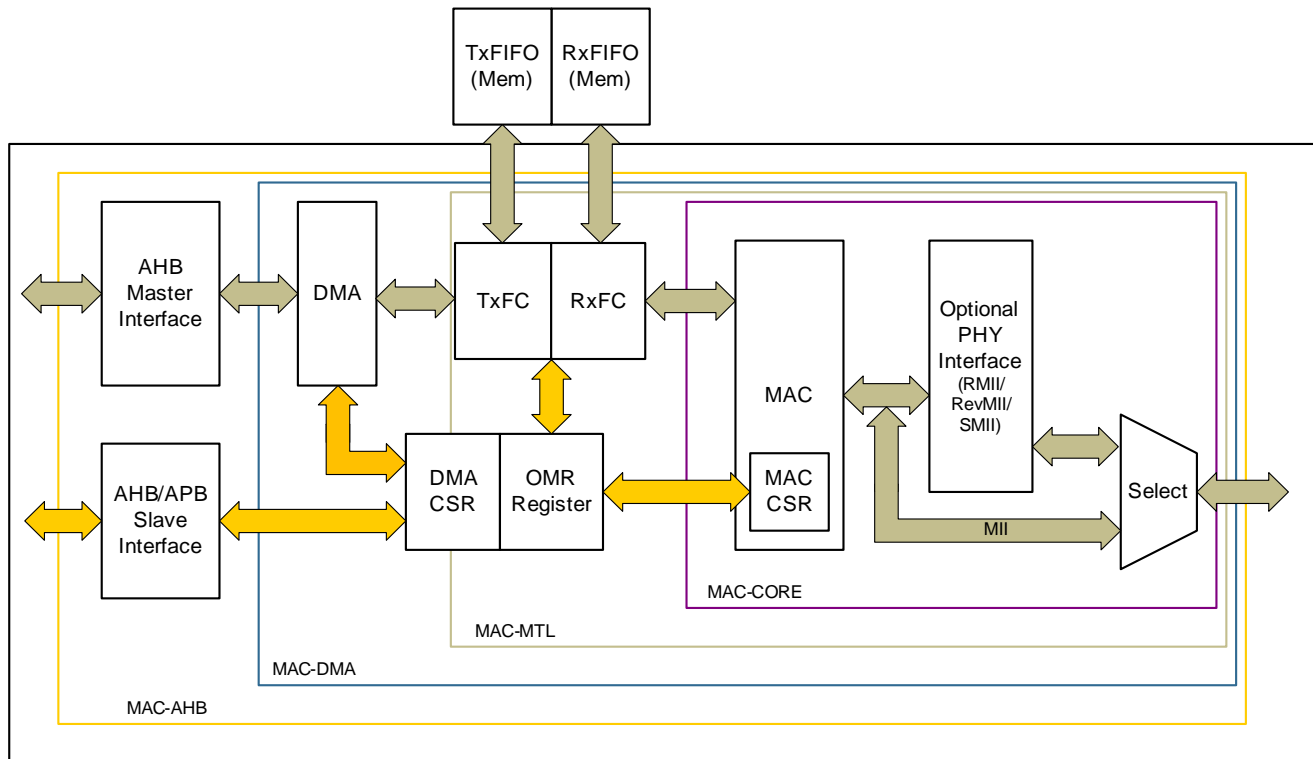 TxFIFO
(Mem)
RxFIFO
(Mem)
AHB
Master
Interface
DMA
TxFC
RxFC
MAC
Optional
PHY
Interface
(RMII/
RevMII/
SMII)
AHB/APB
Slave
Interface
DMA
CSR
OMR
Register
MAC
CSR
MII
Select
MAC-CORE
MAC-MTL
MAC-DMA
MAC-AHB